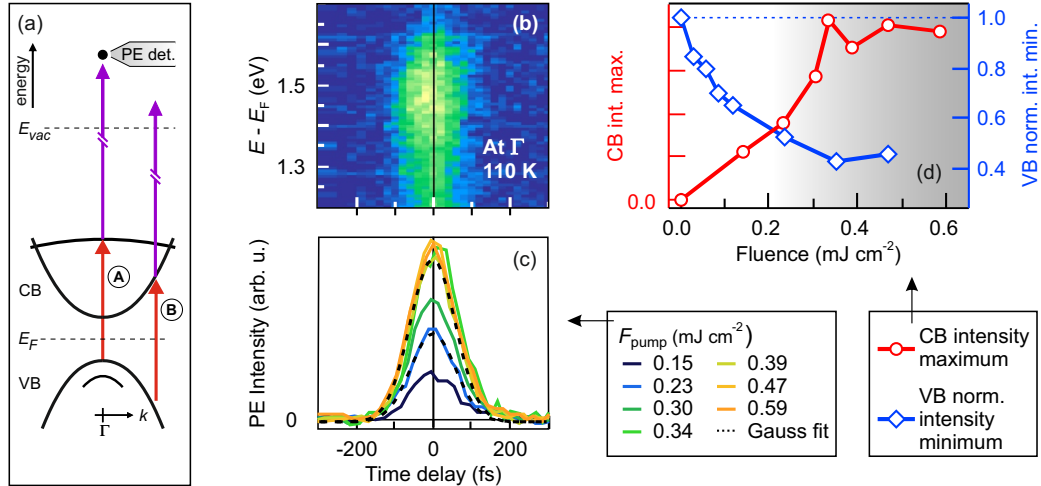 (a)
energy
PE det.
E_vac
A
CB
B
E_F
VB
Γ
k
(b)
E - E_F (eV)
1.5
1.3
At Γ
110 K
(c)
PE Intensity (arb. u.)
0
-200
0
200
Time delay (fs)
CB int. max.
0.0
(d)
1.0
0.8
0.6
0.4
VB norm. int. min.
0.0
0.2
0.4
0.6
Fluence (mJ cm⁻²)
F_pump (mJ cm⁻²)
0.15
0.23
0.30
0.34
0.39
0.47
0.59
Gauss fit
CB intensity
maximum
VB norm.
intensity
minimum